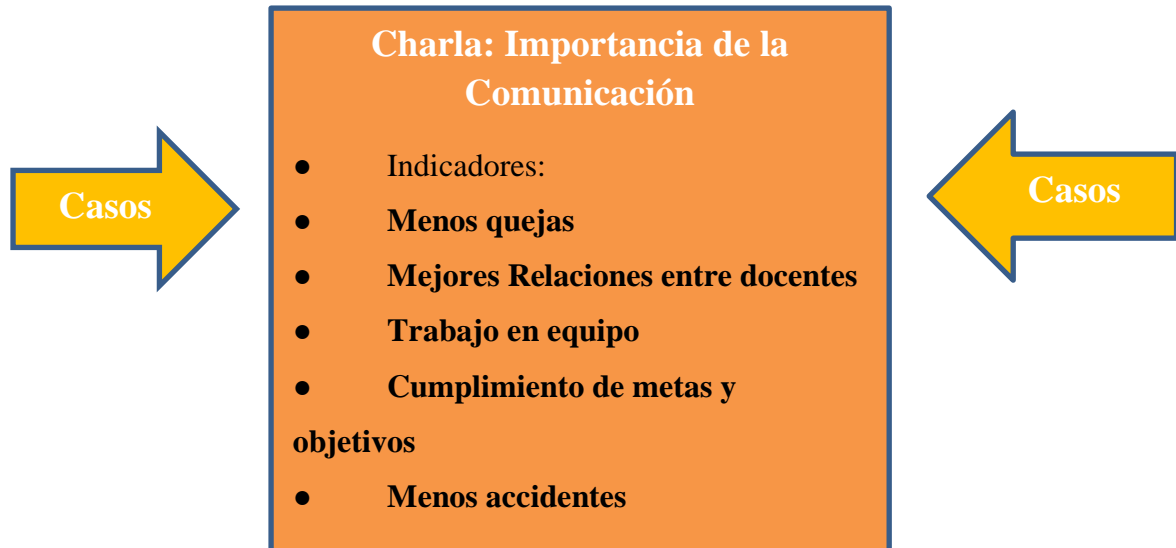 Charla: Importancia de la
Comunicación
Casos
● Indicadores:
● Menos quejas
● Mejores Relaciones entre docentes
● Trabajo en equipo
● Cumplimiento de metas y
objetivos
● Menos accidentes
Casos